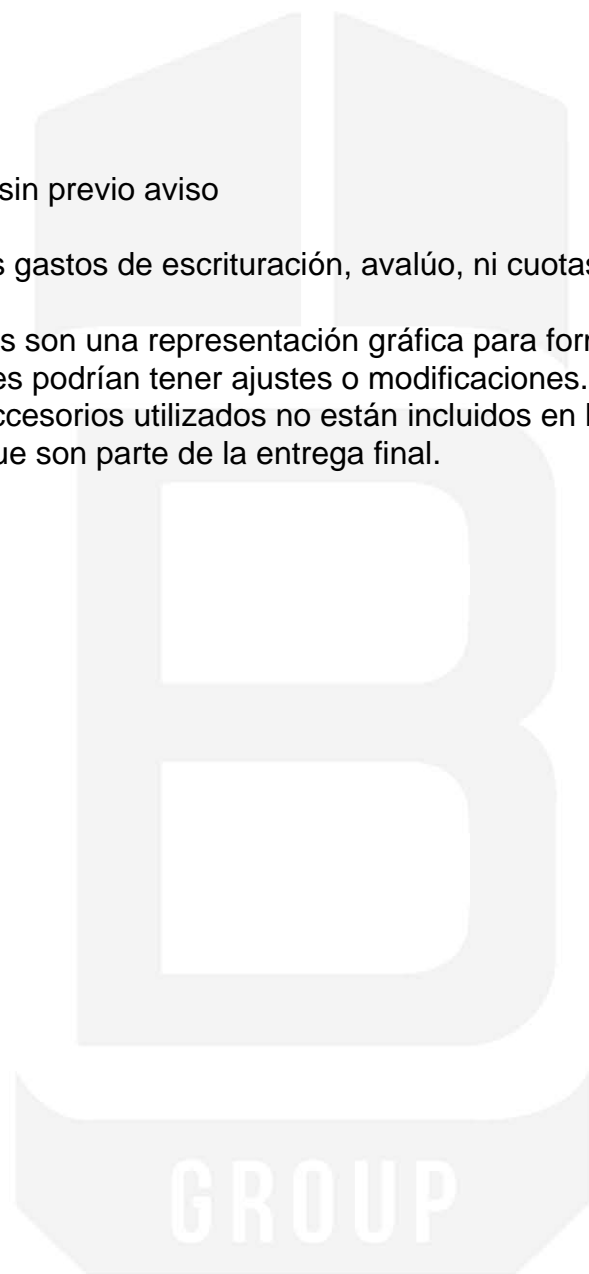 sin previo aviso
s gastos de escrituración, avalúo, ni cuotas
s son una representación gráfica para for
es podrían tener ajustes o modificaciones.
ccesorios utilizados no están incluidos en
ue son parte de la entrega final.
B
GROUP